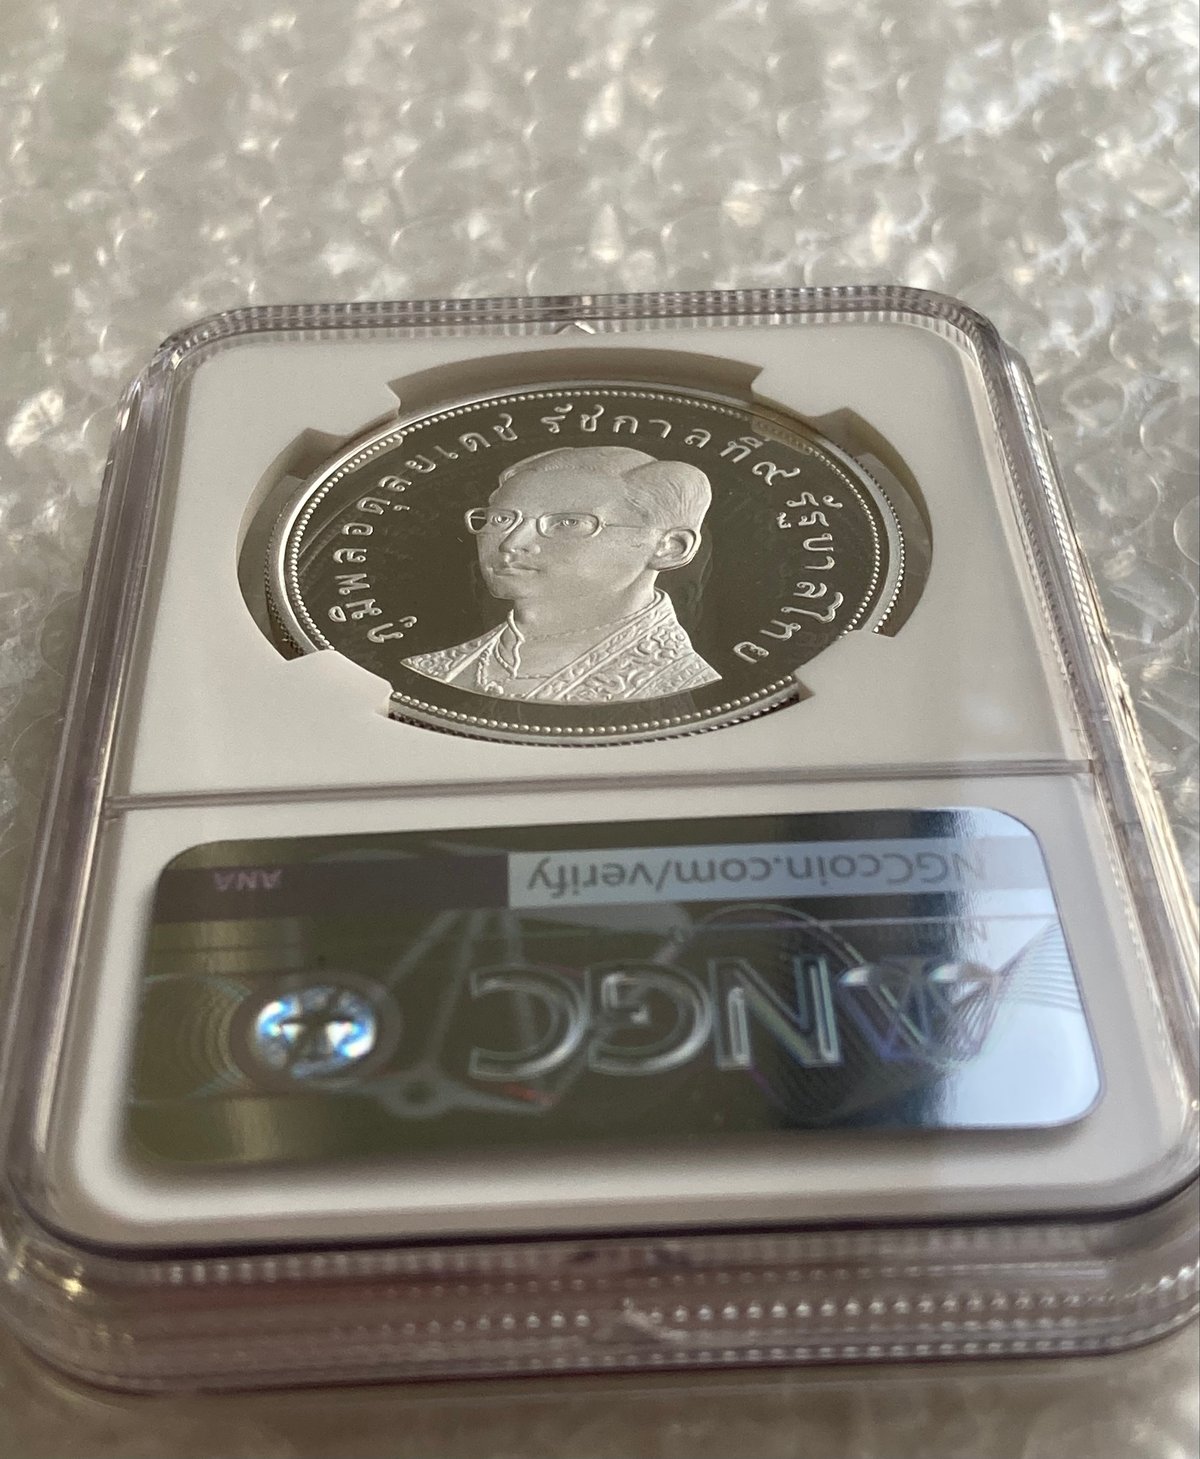 ภูมิพลอดุลยเดช รัชกาลที่๙ รัฐบาลไทย
ANA
NGCcoin.com/verify
NGC